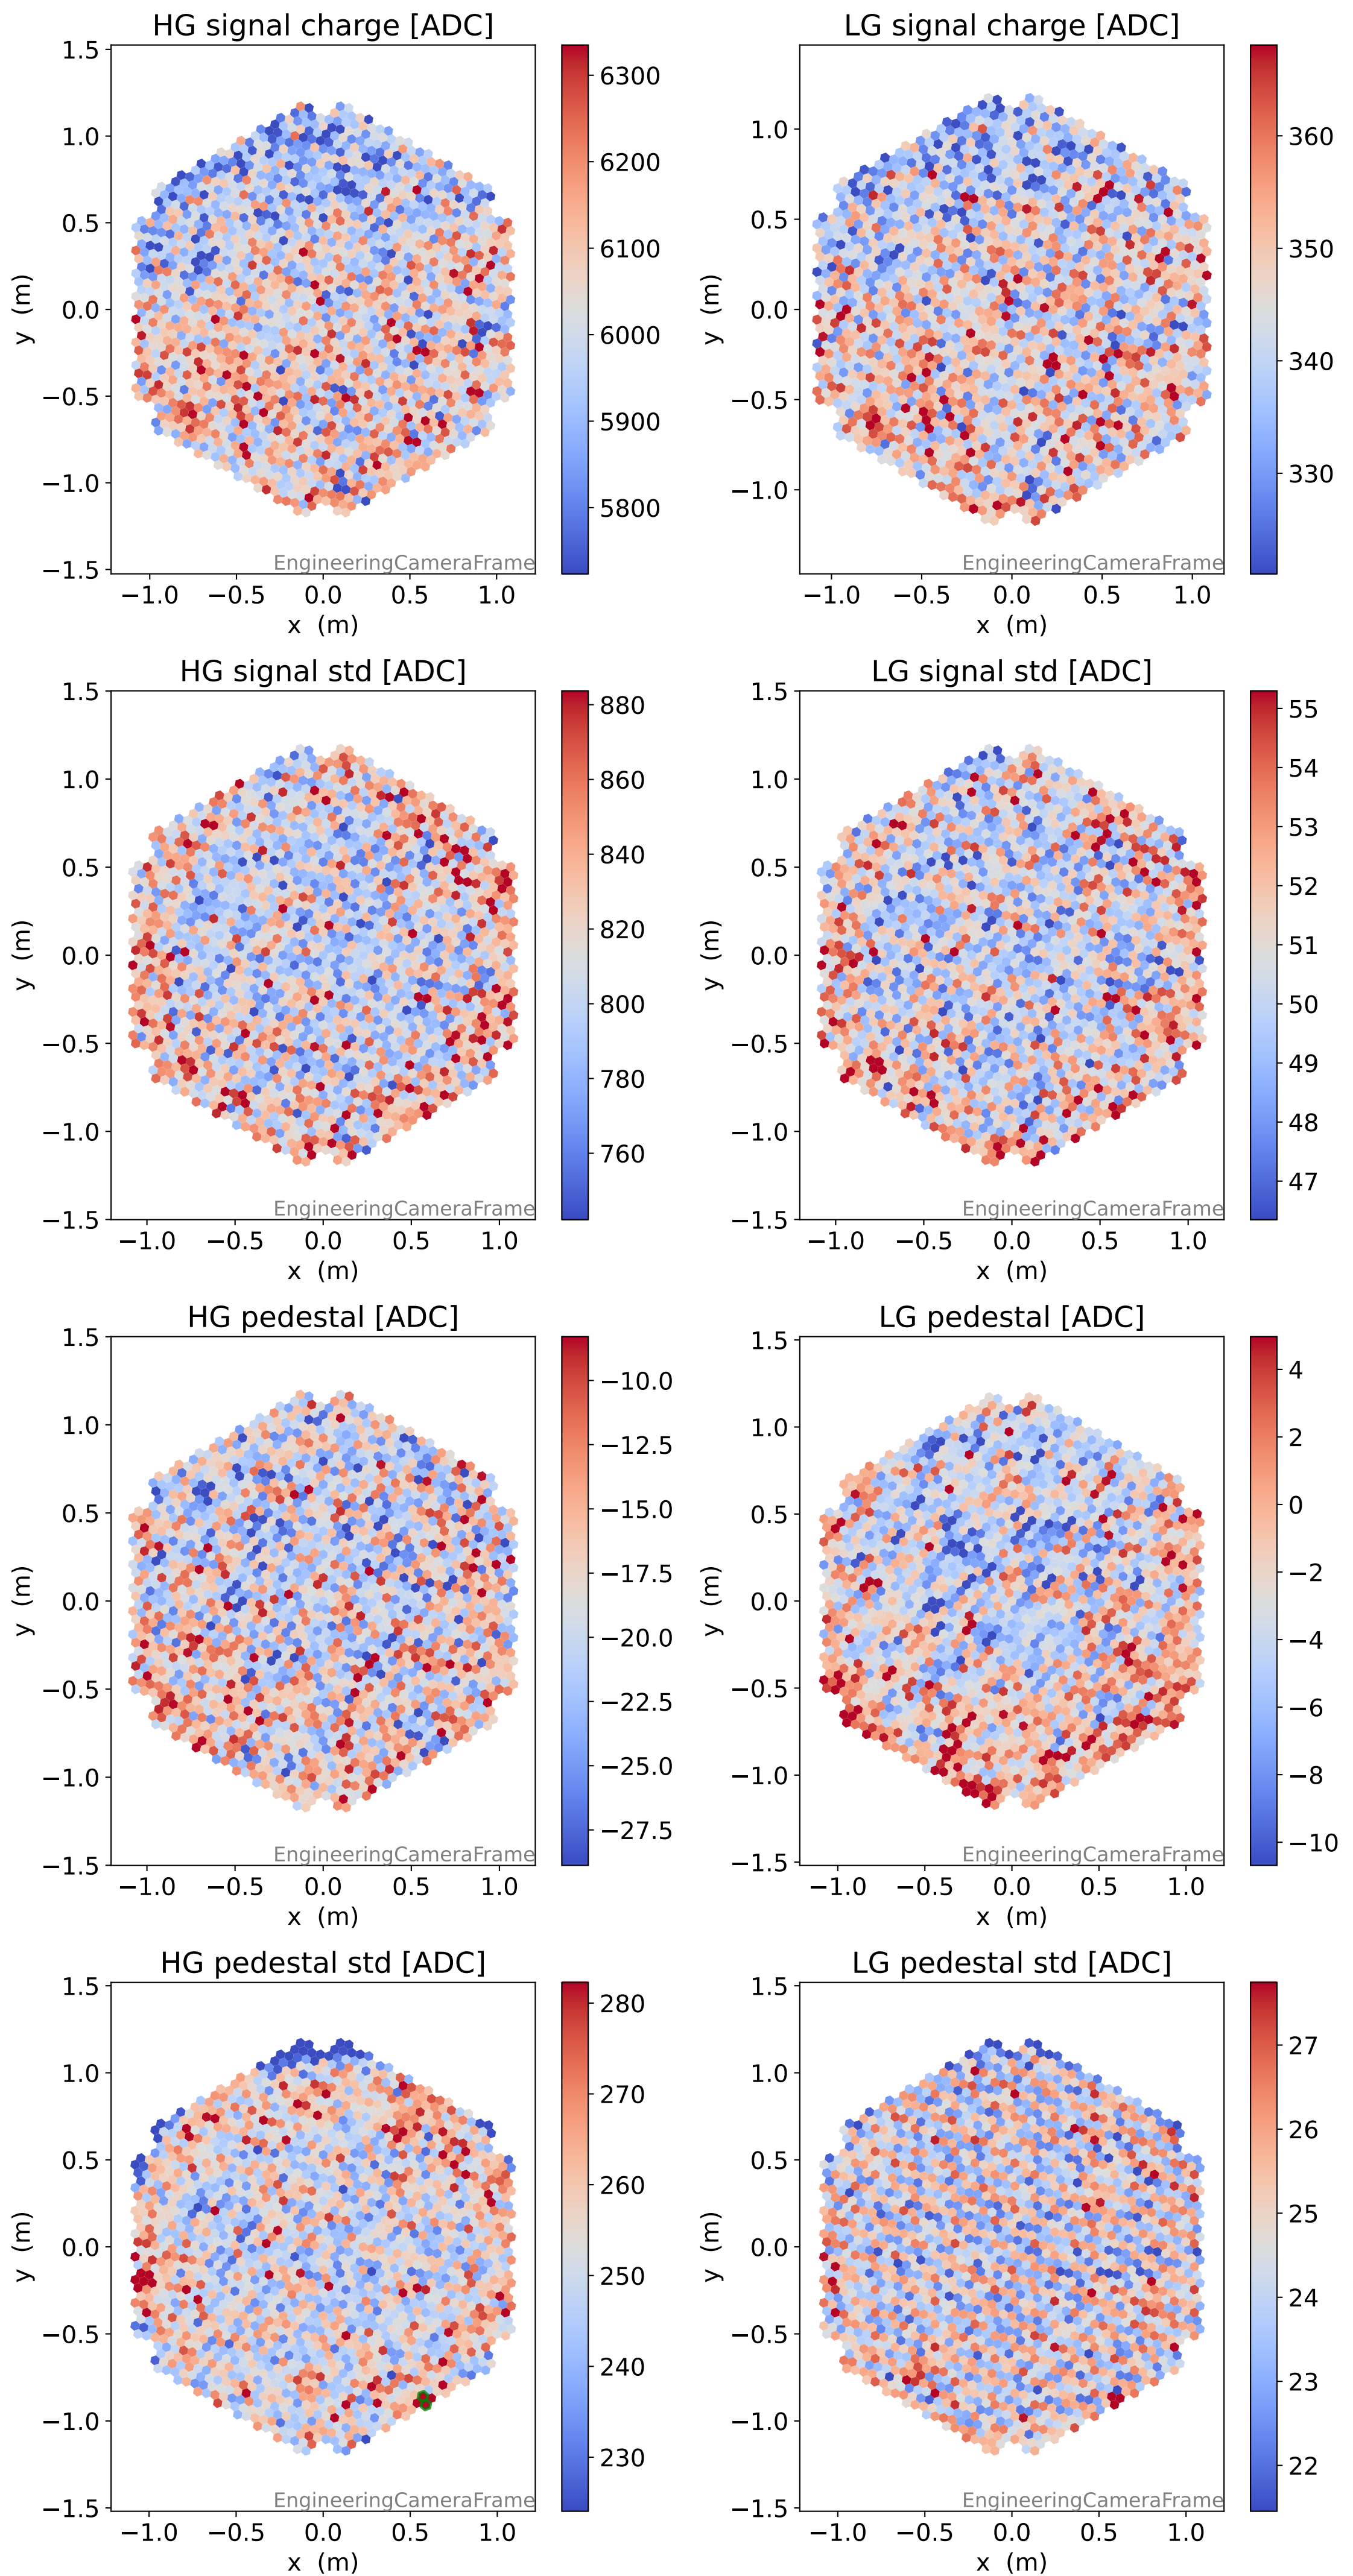 HG signal charge [ADC]
1.5
1.0
0.5
0.0
−0.5
−1.0
−1.5
y (m)
−1.0 −0.5 0.0 0.5 1.0
x (m)
EngineeringCameraFrame
6300
6200
6100
6000
5900
5800
LG signal charge [ADC]
1.0
0.5
0.0
−0.5
−1.0
y (m)
−1.0 −0.5 0.0 0.5 1.0
x (m)
EngineeringCameraFrame
360
350
340
330
HG signal std [ADC]
1.5
1.0
0.5
0.0
−0.5
−1.0
−1.5
y (m)
−1.0 −0.5 0.0 0.5 1.0
x (m)
EngineeringCameraFrame
880
860
840
820
800
780
760
LG signal std [ADC]
1.5
1.0
0.5
0.0
−0.5
−1.0
−1.5
y (m)
−1.0 −0.5 0.0 0.5 1.0
x (m)
EngineeringCameraFrame
55
54
53
52
51
50
49
48
47
HG pedestal [ADC]
1.5
1.0
0.5
0.0
−0.5
−1.0
−1.5
y (m)
−1.0 −0.5 0.0 0.5 1.0
x (m)
EngineeringCameraFrame
−10.0
−12.5
−15.0
−17.5
−20.0
−22.5
−25.0
−27.5
LG pedestal [ADC]
1.5
1.0
0.5
0.0
−0.5
−1.0
−1.5
y (m)
−1.0 −0.5 0.0 0.5 1.0
x (m)
EngineeringCameraFrame
4
2
0
−2
−4
−6
−8
−10
HG pedestal std [ADC]
1.5
1.0
0.5
0.0
−0.5
−1.0
−1.5
y (m)
−1.0 −0.5 0.0 0.5 1.0
x (m)
EngineeringCameraFrame
280
270
260
250
240
230
LG pedestal std [ADC]
1.5
1.0
0.5
0.0
−0.5
−1.0
−1.5
y (m)
−1.0 −0.5 0.0 0.5 1.0
x (m)
EngineeringCameraFrame
27
26
25
24
23
22